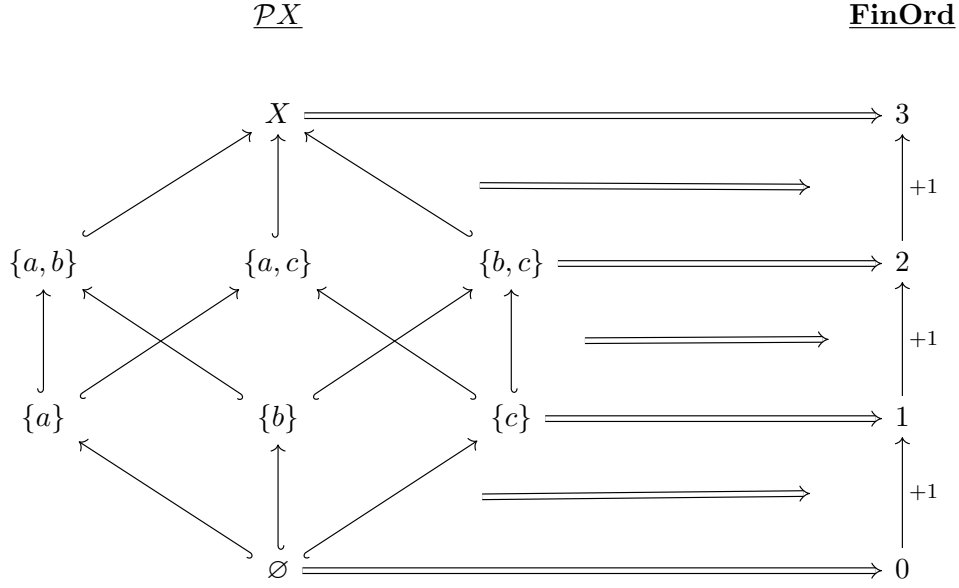 𝒫X FinOrd
X 3
+1
{a, b} {a, c} {b, c} 2
+1
{a} {b} {c} 1
+1
∅ 0